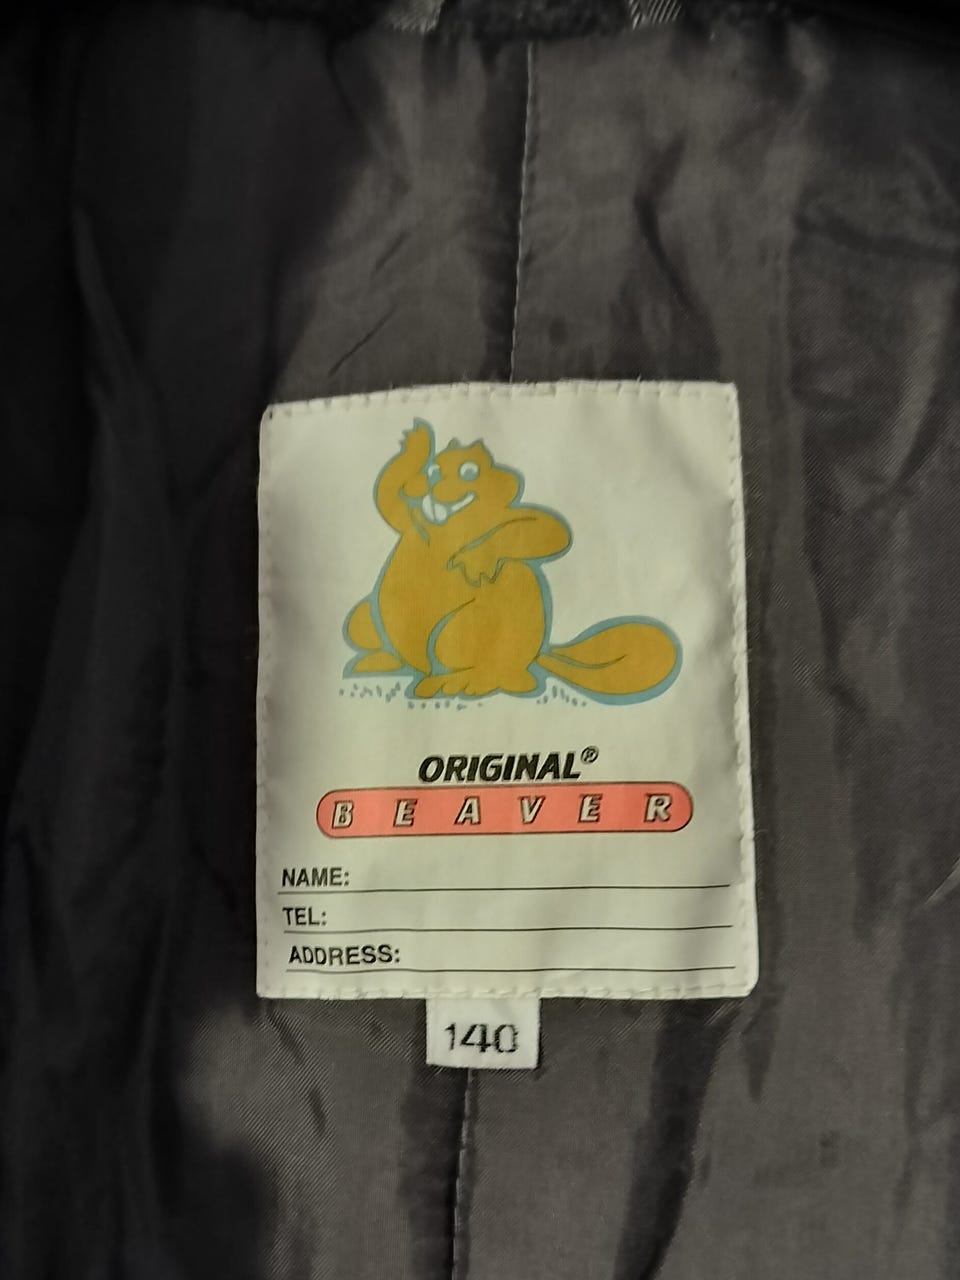 ORIGINAL®
BEAVER
NAME:
TEL:
ADDRESS:
140